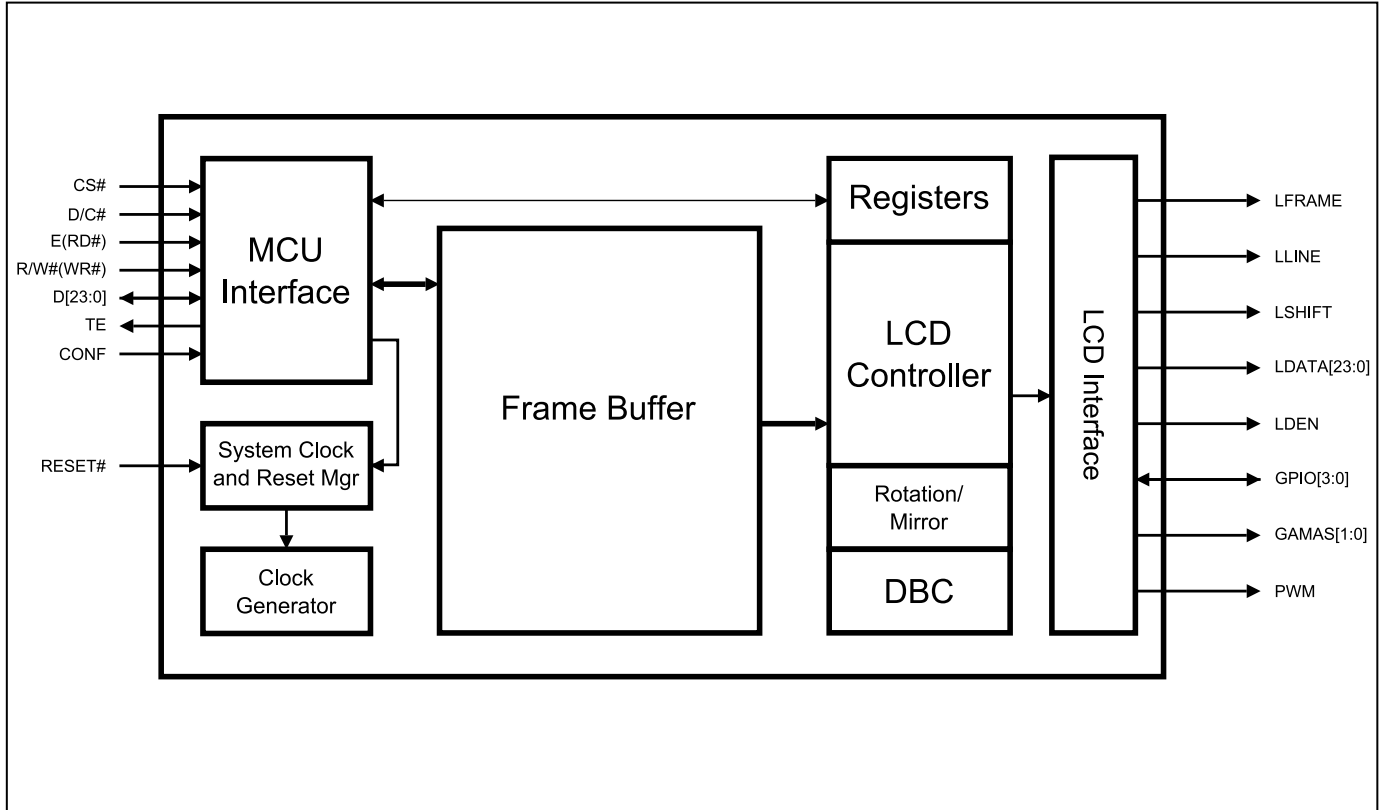 CS#
D/C#
E(RD#)
R/W#(WR#)
D[23:0]
TE
CONF
RESET#
MCU
Interface
System Clock
and Reset Mgr
Clock
Generator
Frame Buffer
Registers
LCD
Controller
Rotation/
Mirror
DBC
LCD Interface
LFRAME
LLINE
LSHIFT
LDATA[23:0]
LDEN
GPIO[3:0]
GAMAS[1:0]
PWM